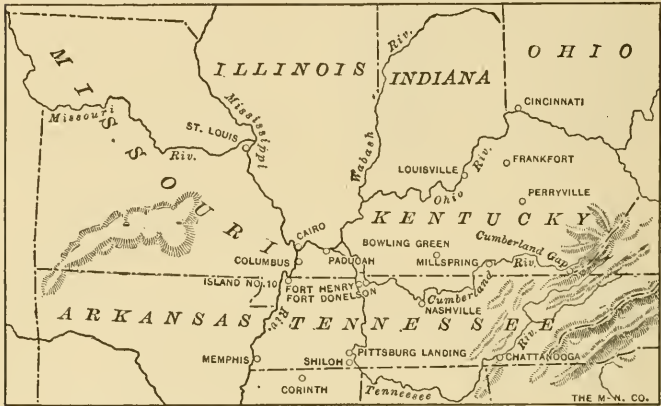 MISSOURI
ILLINOIS
INDIANA
OHIO
Riv.
CINCINNATI
Missouri
Riv.
Mississippi
ST. LOUIS
Wabash
LOUISVILLE
Riv.
Ohio
FRANKFORT
PERRYVILLE
KENTUCKY
CAIRO
COLUMBUS
PADUCAH
BOWLING GREEN
MILLSPRING
Cumberland Gap
Riv.
ISLAND NO. 10
FORT HENRY
FORT DONELSON
Cumberland
NASHVILLE
Riv.
ARKANSAS
TENNESSEE
Riv.
MEMPHIS
SHILOH
PITTSBURG LANDING
CHATTANOOGA
CORINTH
Tennessee
THE M.-N. CO.